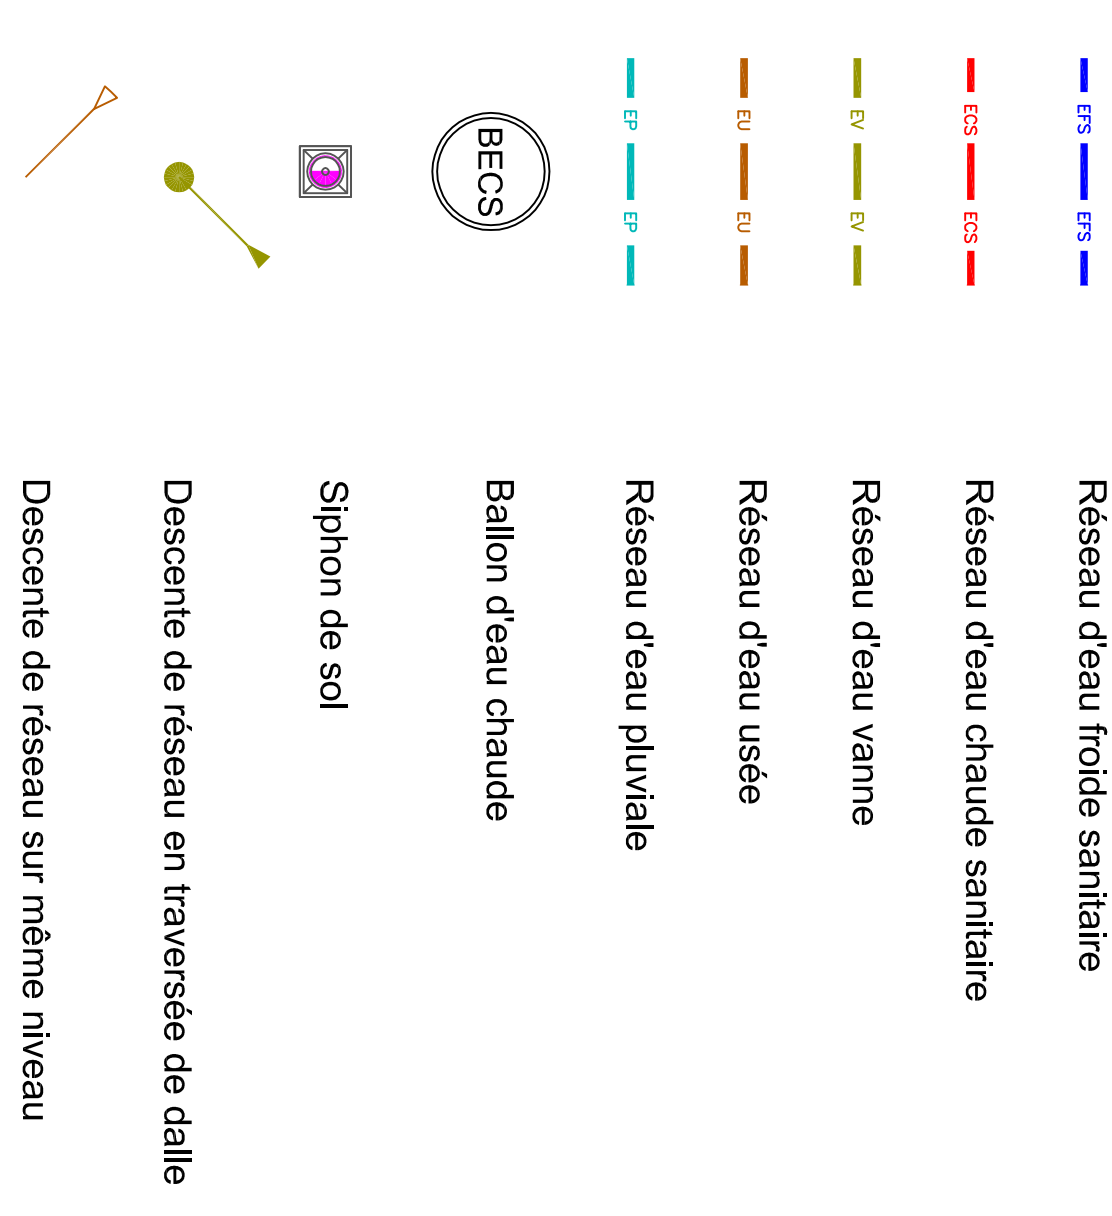 EFS EFS Réseau d'eau froide sanitaire
ECS ECS Réseau d'eau chaude sanitaire
EV EV Réseau d'eau vanne
EU EU Réseau d'eau usée
EP EP Réseau d'eau pluviale
BECS Ballon d'eau chaude
Siphon de sol
Descente de réseau en traversée de dalle
Descente de réseau sur même niveau